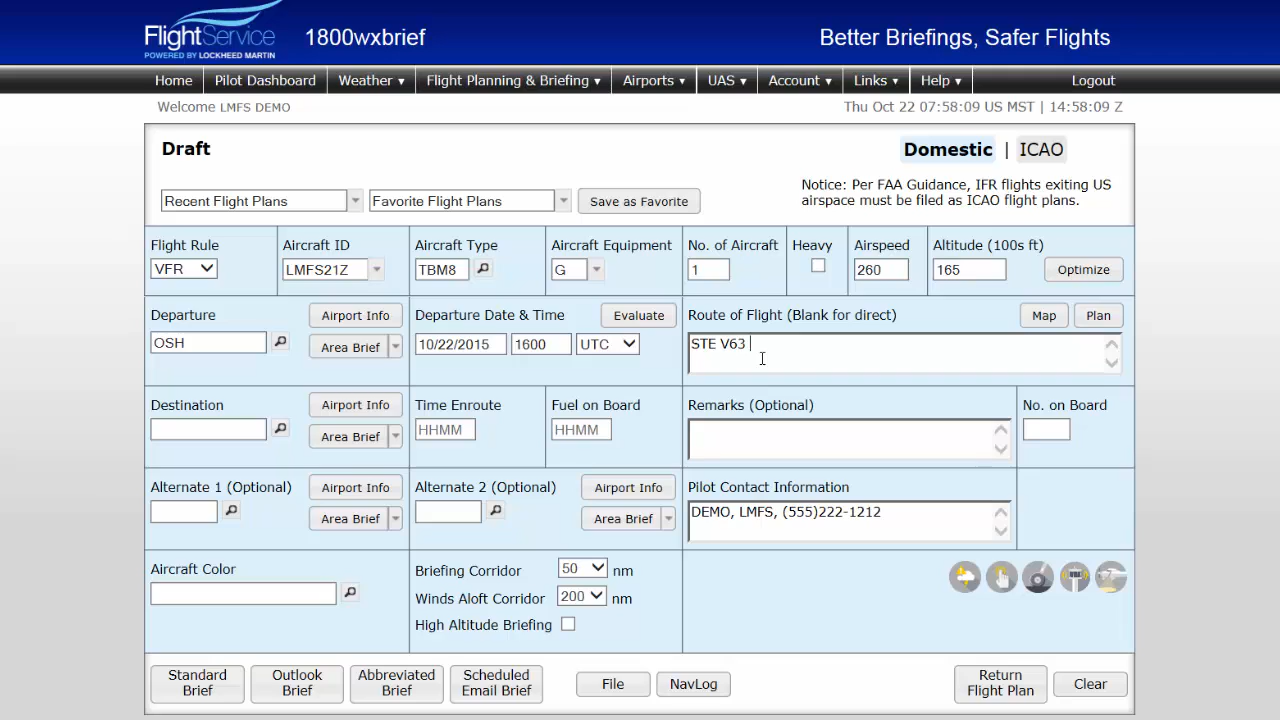 FlightService
POWERED BY LOCKHEED MARTIN
1800wxbrief
Better Briefings, Safer Flights
Home Pilot Dashboard Weather Flight Planning & Briefing Airports UAS Account Links Help Logout
Welcome LMFS DEMO
Thu Oct 22 07:58:09 US MST | 14:58:09 Z
Draft
Domestic | ICAO
Notice: Per FAA Guidance, IFR flights exiting US
airspace must be filed as ICAO flight plans.
Recent Flight Plans Favorite Flight Plans Save as Favorite
Flight Rule Aircraft ID Aircraft Type Aircraft Equipment No. of Aircraft Heavy Airspeed Altitude (100s ft)
VFR LMFS21Z TBM8 G 1 260 165 Optimize
Departure Airport Info Departure Date & Time Evaluate Route of Flight (Blank for direct) Map Plan
OSH Area Brief 10/22/2015 1600 UTC STE V63
Destination Airport Info Time Enroute Fuel on Board Remarks (Optional) No. on Board
Area Brief HHMM HHMM
Alternate 1 (Optional) Airport Info Alternate 2 (Optional) Airport Info Pilot Contact Information
Area Brief Area Brief DEMO, LMFS, (555)222-1212
Aircraft Color Briefing Corridor 50 nm
Winds Aloft Corridor 200 nm
High Altitude Briefing
Standard Brief Outlook Brief Abbreviated Brief Scheduled Email Brief File NavLog Return Flight Plan Clear